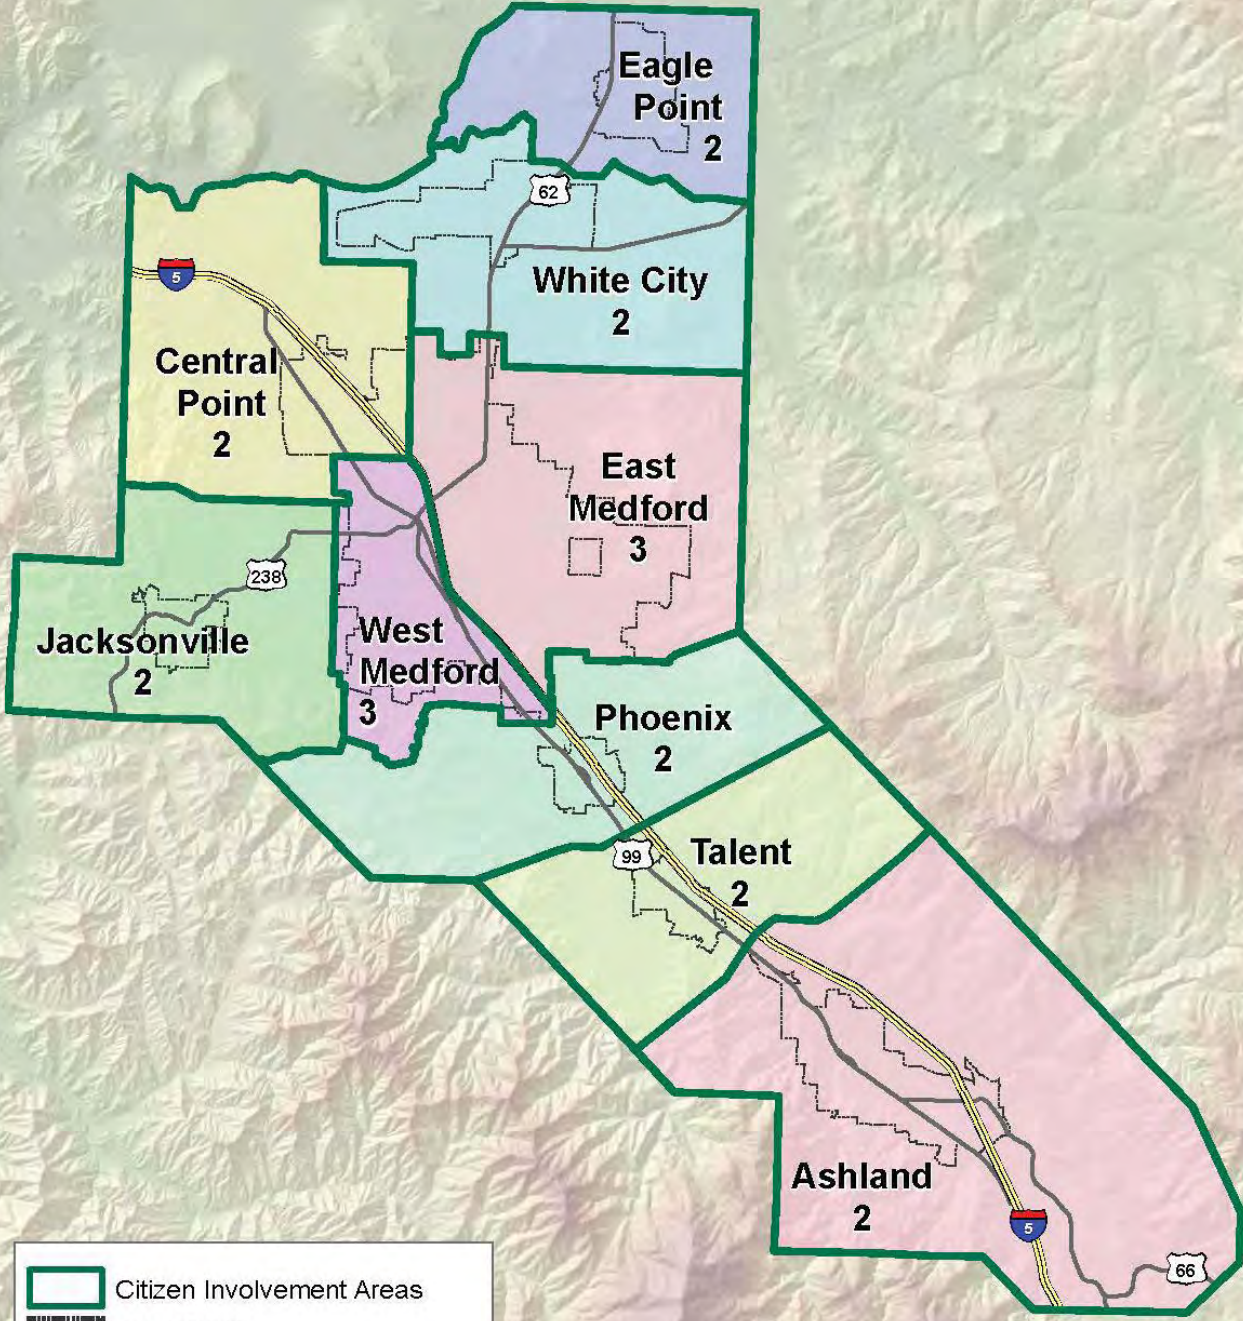 Eagle
Point
2
62
White City
2
5
Central
Point
2
East
Medford
3
238
Jacksonville
2
West
Medford
3
Phoenix
2
99
Talent
2
Ashland
2
5
66
Citizen Involvement Areas